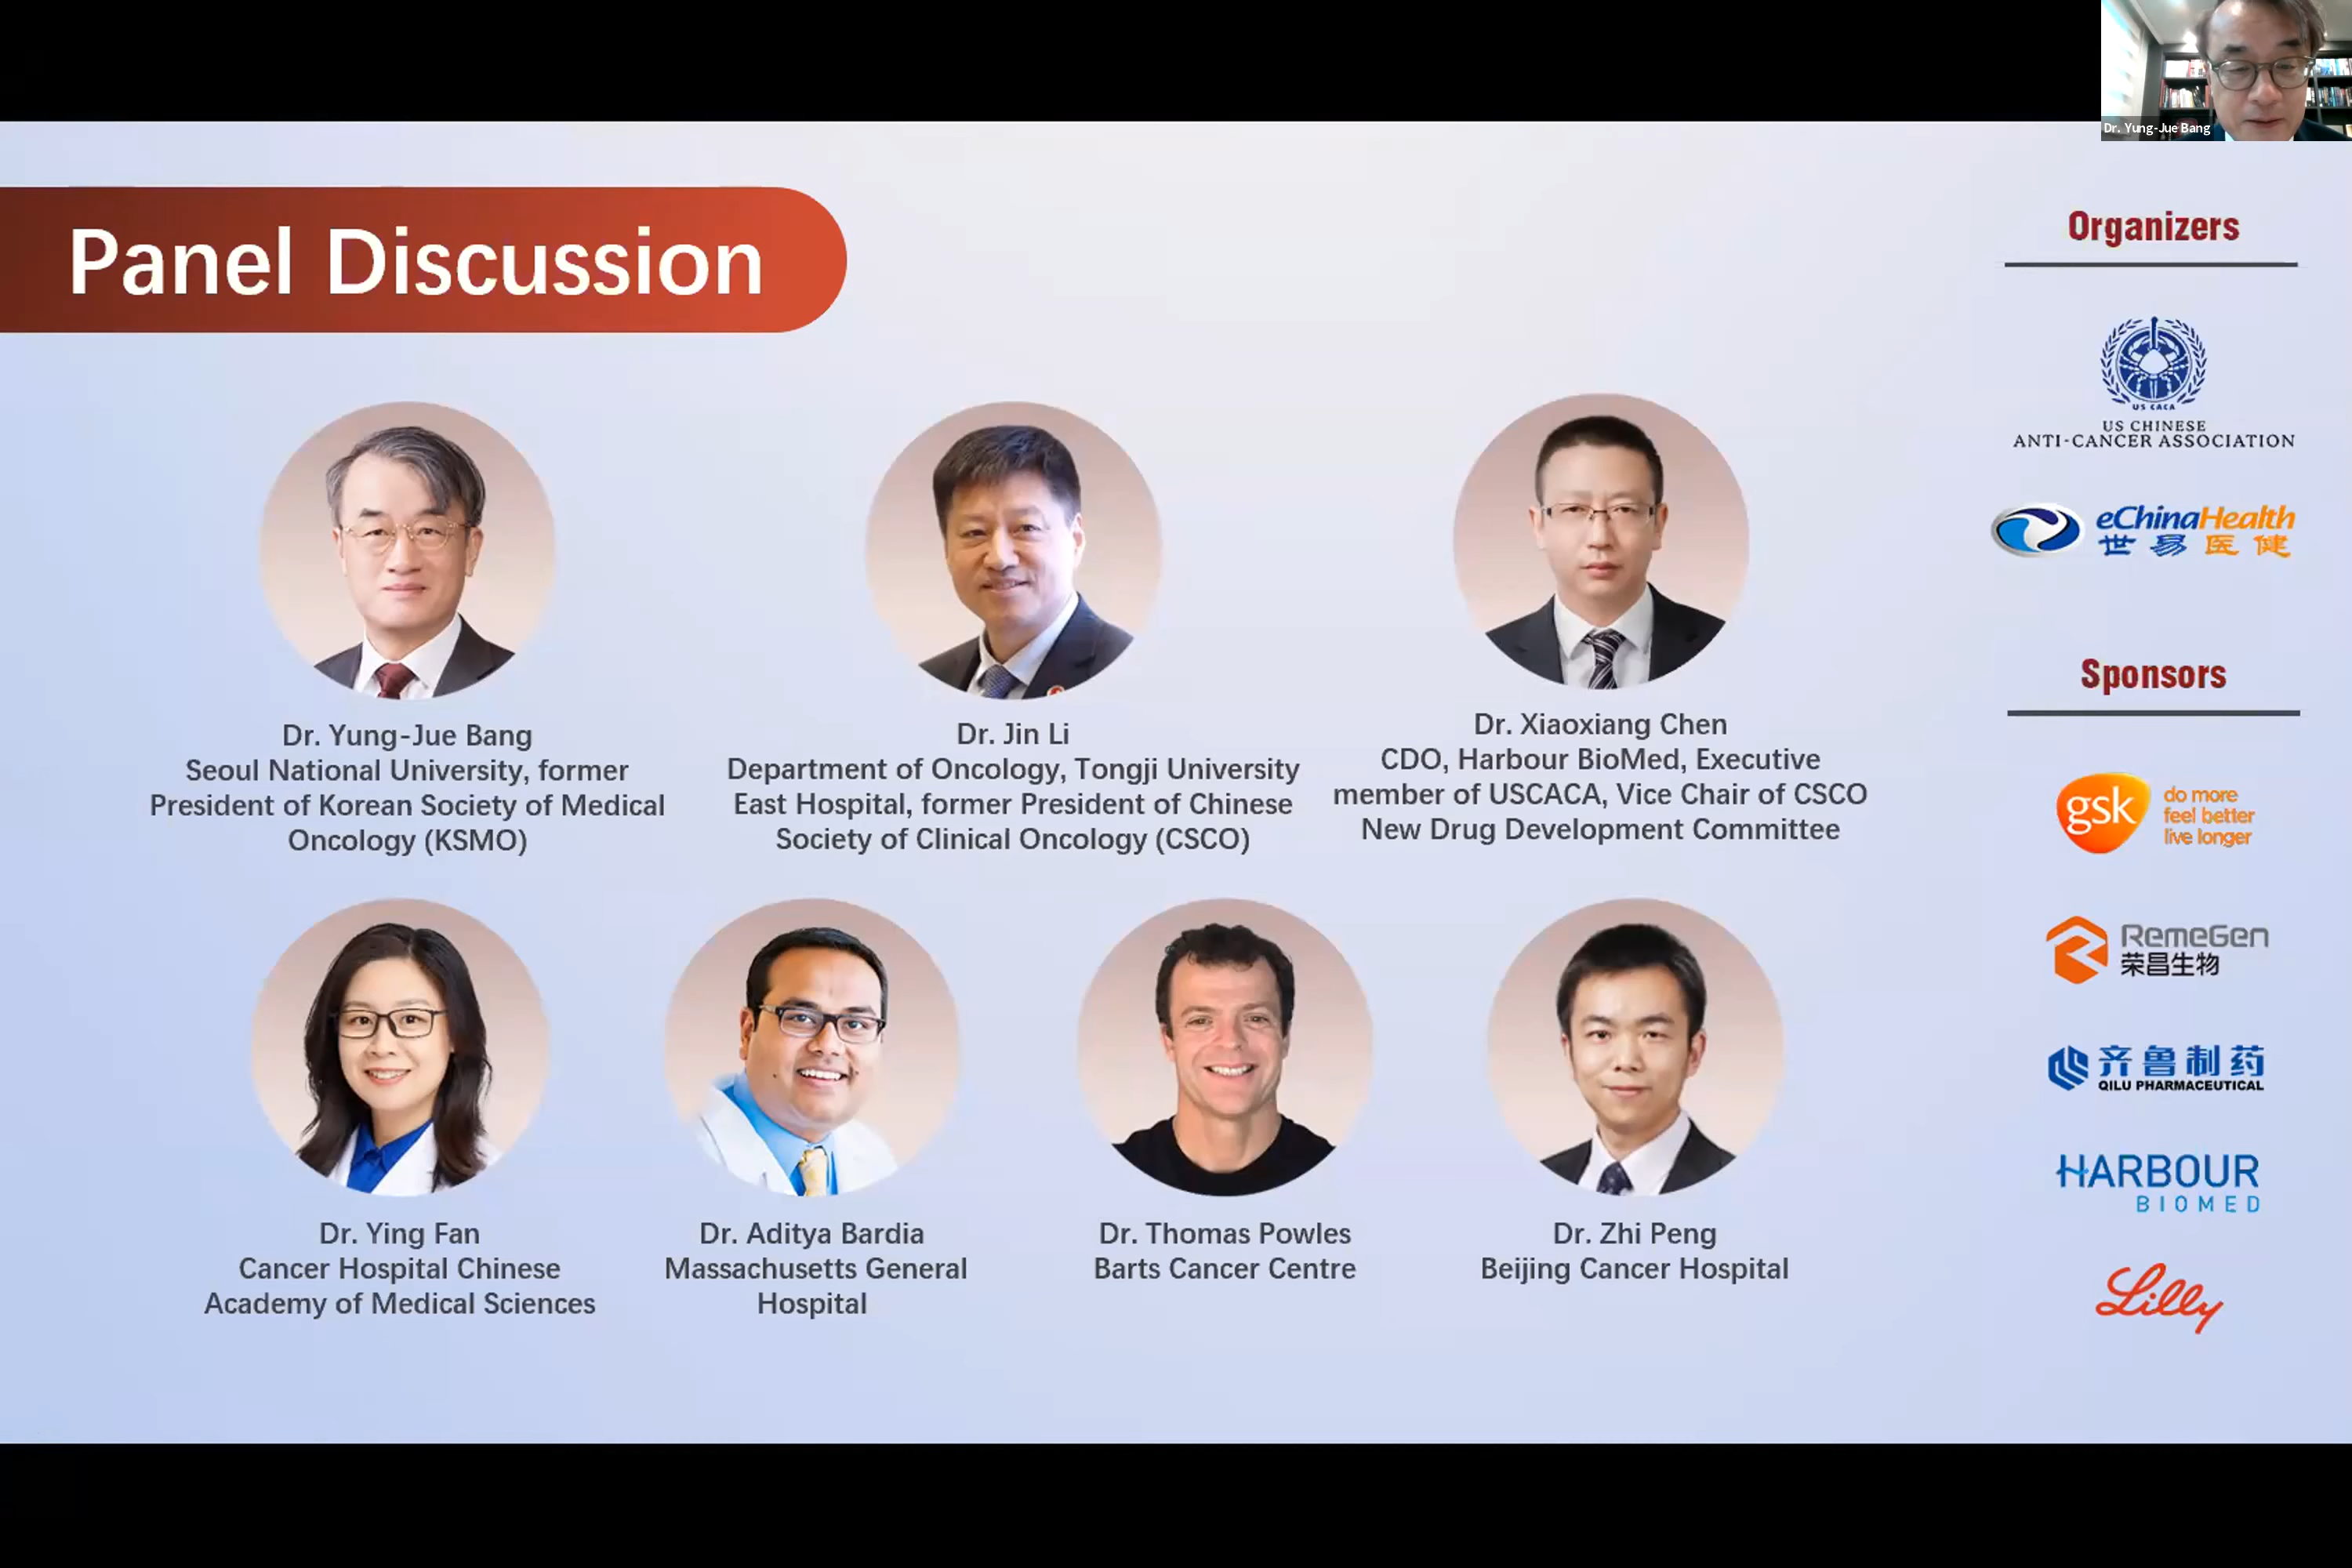 Dr. Yung-Jue Bang
Panel Discussion
Dr. Yung-Jue Bang
Seoul National University, former
President of Korean Society of Medical
Oncology (KSMO)
Dr. Jin Li
Department of Oncology, Tongji University
East Hospital, former President of Chinese
Society of Clinical Oncology (CSCO)
Dr. Xiaoxiang Chen
CDO, Harbour BioMed, Executive
member of USCACA, Vice Chair of CSCO
New Drug Development Committee
Dr. Ying Fan
Cancer Hospital Chinese
Academy of Medical Sciences
Dr. Aditya Bardia
Massachusetts General
Hospital
Dr. Thomas Powles
Barts Cancer Centre
Dr. Zhi Peng
Beijing Cancer Hospital
Organizers
US CACA
US CHINESE
ANTI-CANCER ASSOCIATION
eChinaHealth
世易医健
Sponsors
gsk
do more
feel better
live longer
RemeGen
荣昌生物
齐鲁制药
QILU PHARMACEUTICAL
HARBOUR
BIOMED
Lilly